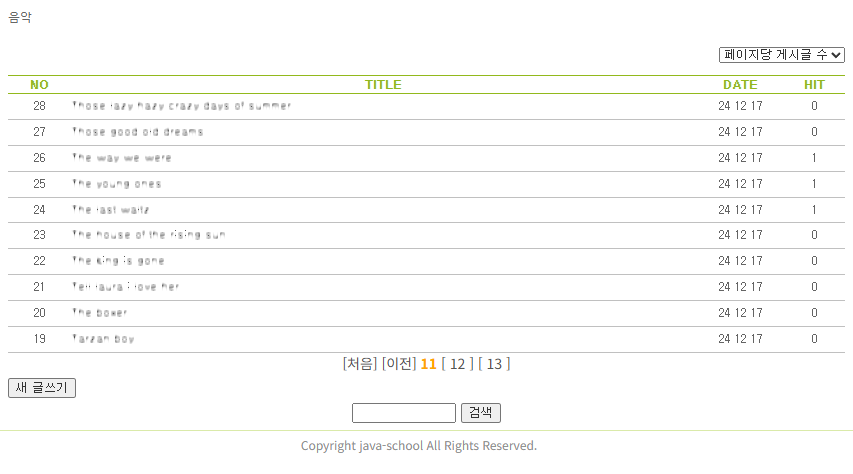 음악
페이지당 게시글 수
NO TITLE DATE HIT
28 Those lazy hazy crazy days of summer 24 12 17 0
27 Those good old dreams 24 12 17 0
26 The way we were 24 12 17 1
25 The young ones 24 12 17 1
24 The last waltz 24 12 17 1
23 The house of the rising sun 24 12 17 0
22 The king is gone 24 12 17 0
21 Tell laura i love her 24 12 17 0
20 The boxer 24 12 17 0
19 Tarzan boy 24 12 17 0
[처음] [이전] 11 [ 12 ] [ 13 ]
새 글쓰기
검색
Copyright java-school All Rights Reserved.